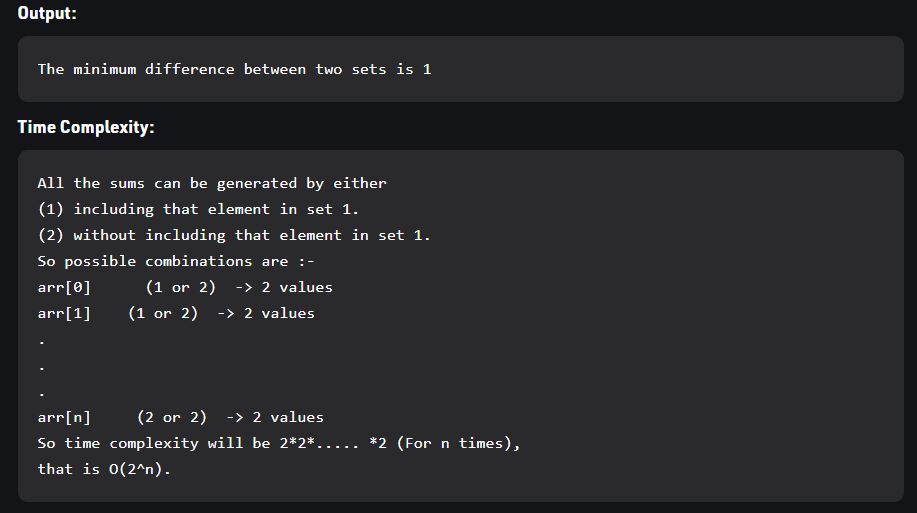 Output:
The minimum difference between two sets is 1
Time Complexity:
All the sums can be generated by either
(1) including that element in set 1.
(2) without including that element in set 1.
So possible combinations are :-
arr[0]      (1 or 2)  -> 2 values
arr[1]    (1 or 2)  -> 2 values
.
.
.
arr[n]     (2 or 2)  -> 2 values
So time complexity will be 2*2*..... *2 (For n times),
that is O(2^n).